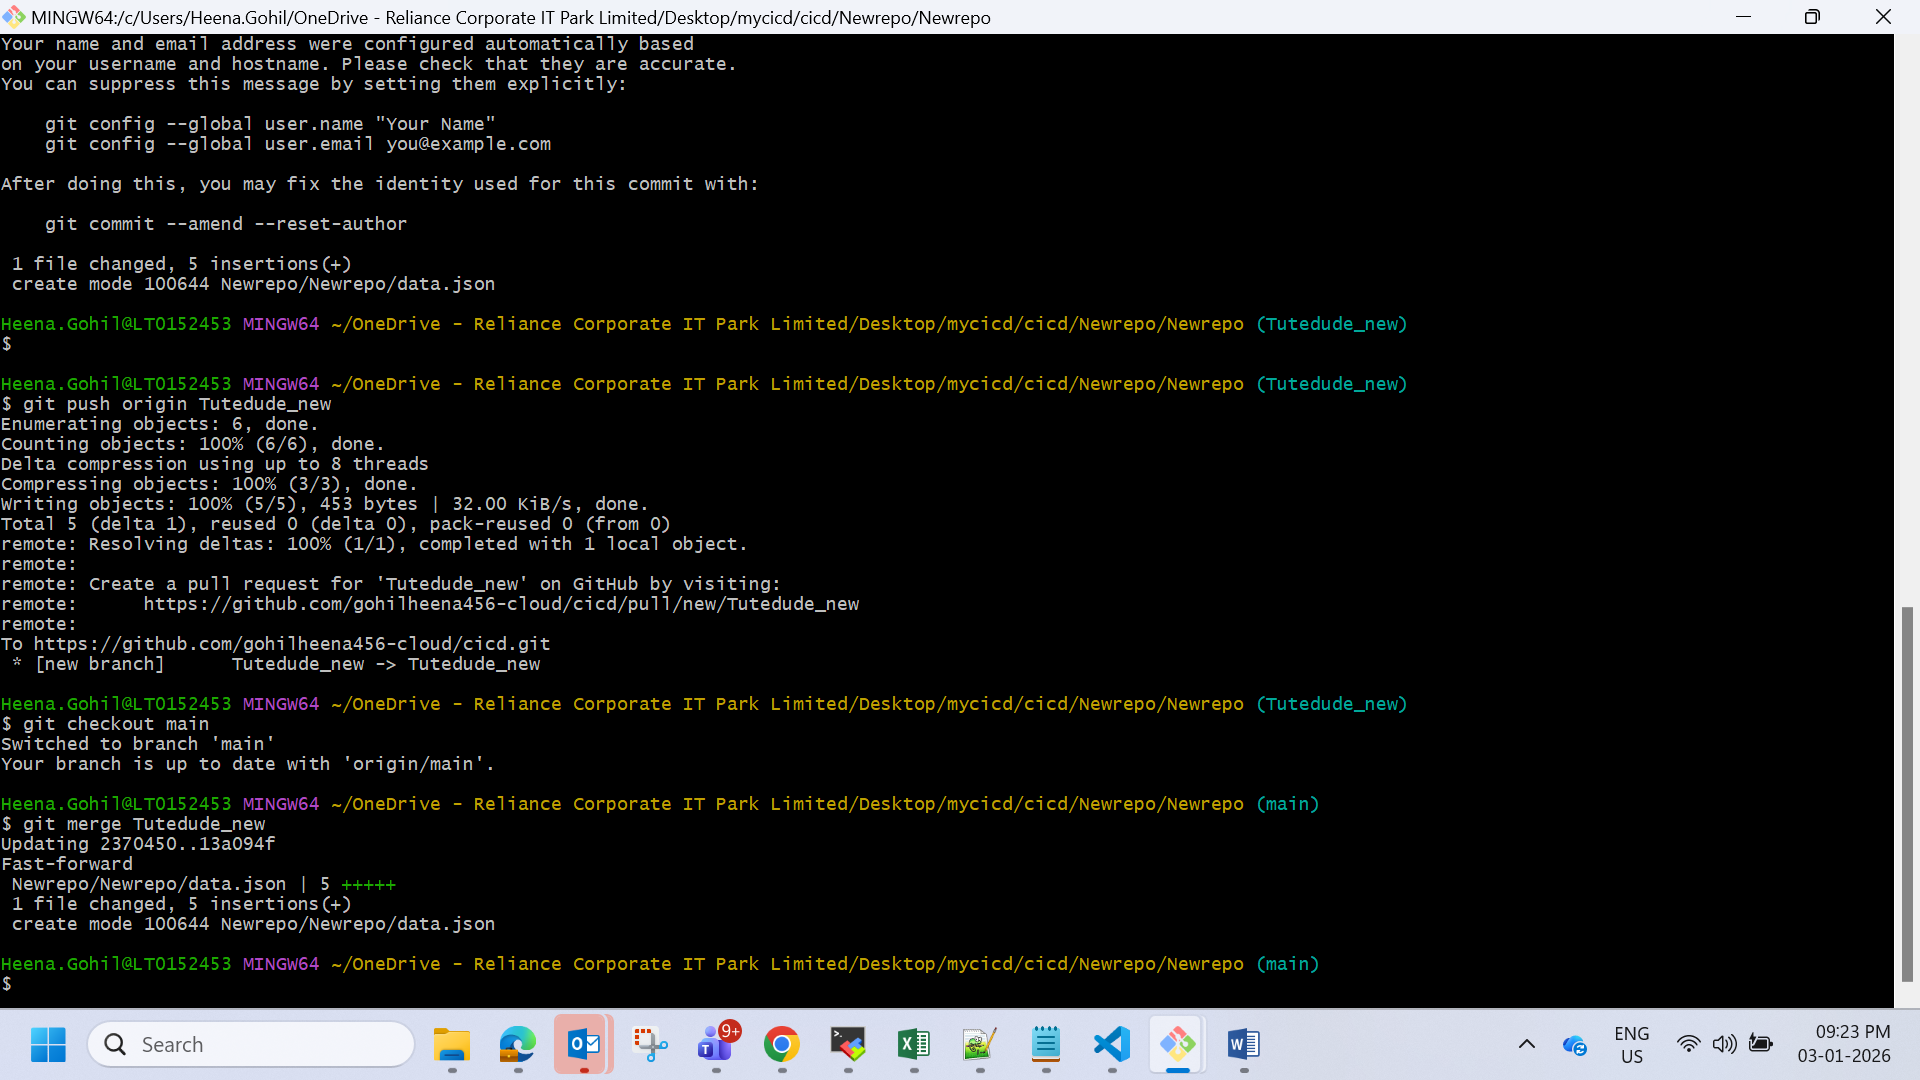 MINGW64:/c/Users/Heena.Gohil/OneDrive - Reliance Corporate IT Park Limited/Desktop/mycicd/cicd/Newrepo/Newrepo
Your name and email address were configured automatically based
on your username and hostname. Please check that they are accurate.
You can suppress this message by setting them explicitly:
git config --global user.name "Your Name"
git config --global user.email you@example.com
After doing this, you may fix the identity used for this commit with:
git commit --amend --reset-author
1 file changed, 5 insertions(+)
create mode 100644 Newrepo/Newrepo/data.json
Heena.Gohil@LT0152453 MINGW64 ~/OneDrive - Reliance Corporate IT Park Limited/Desktop/mycicd/cicd/Newrepo/Newrepo (Tutedude_new)
$
Heena.Gohil@LT0152453 MINGW64 ~/OneDrive - Reliance Corporate IT Park Limited/Desktop/mycicd/cicd/Newrepo/Newrepo (Tutedude_new)
$ git push origin Tutedude_new
Enumerating objects: 6, done.
Counting objects: 100% (6/6), done.
Delta compression using up to 8 threads
Compressing objects: 100% (3/3), done.
Writing objects: 100% (5/5), 453 bytes | 32.00 KiB/s, done.
Total 5 (delta 1), reused 0 (delta 0), pack-reused 0 (from 0)
remote: Resolving deltas: 100% (1/1), completed with 1 local object.
remote:
remote: Create a pull request for 'Tutedude_new' on GitHub by visiting:
remote:      https://github.com/gohilheena456-cloud/cicd/pull/new/Tutedude_new
remote:
To https://github.com/gohilheena456-cloud/cicd.git
* [new branch]      Tutedude_new -> Tutedude_new
Heena.Gohil@LT0152453 MINGW64 ~/OneDrive - Reliance Corporate IT Park Limited/Desktop/mycicd/cicd/Newrepo/Newrepo (Tutedude_new)
$ git checkout main
Switched to branch 'main'
Your branch is up to date with 'origin/main'.
Heena.Gohil@LT0152453 MINGW64 ~/OneDrive - Reliance Corporate IT Park Limited/Desktop/mycicd/cicd/Newrepo/Newrepo (main)
$ git merge Tutedude_new
Updating 2370450..13a094f
Fast-forward
Newrepo/Newrepo/data.json | 5 +++++
1 file changed, 5 insertions(+)
create mode 100644 Newrepo/Newrepo/data.json
Heena.Gohil@LT0152453 MINGW64 ~/OneDrive - Reliance Corporate IT Park Limited/Desktop/mycicd/cicd/Newrepo/Newrepo (main)
$
Search
9+
ENG
US
09:23 PM
03-01-2026